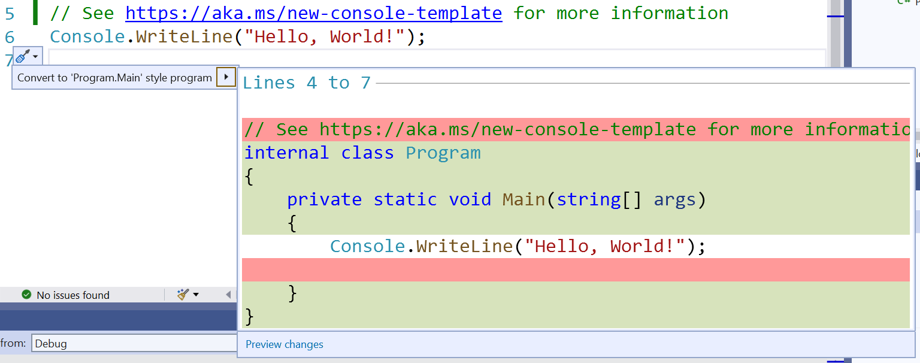 5 // See https://aka.ms/new-console-template for more information
6 Console.WriteLine("Hello, World!");
7
Convert to 'Program.Main' style program
Lines 4 to 7
// See https://aka.ms/new-console-template for more informatio
internal class Program
{
private static void Main(string[] args)
{
Console.WriteLine("Hello, World!");
}
}
No issues found
from: Debug
Preview changes